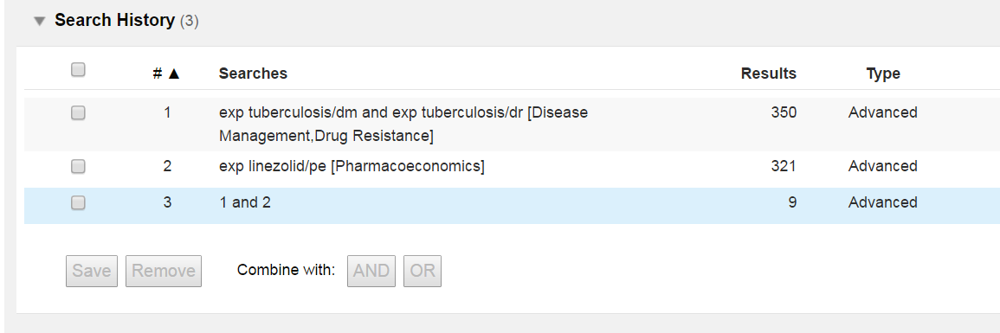 ▼ Search History (3)
# ▲ Searches Results Type
1 exp tuberculosis/dm and exp tuberculosis/dr [Disease 350 Advanced
Management,Drug Resistance]
2 exp linezolid/pe [Pharmacoeconomics] 321 Advanced
3 1 and 2 9 Advanced
Save Remove Combine with: AND OR